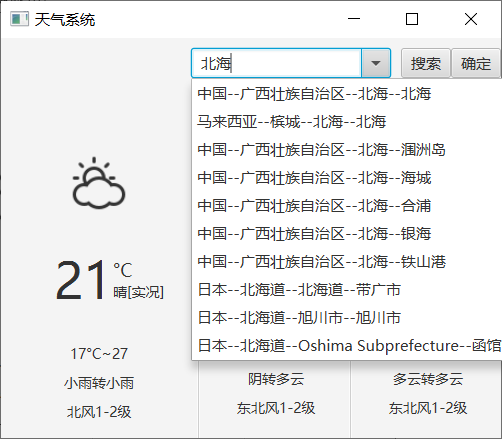 天气系统
北海
搜索
确定
中国--广西壮族自治区--北海--北海
马来西亚--槟城--北海--北海
中国--广西壮族自治区--北海--涠洲岛
中国--广西壮族自治区--北海--海城
中国--广西壮族自治区--北海--合浦
中国--广西壮族自治区--北海--银海
中国--广西壮族自治区--北海--铁山港
日本--北海道--北海道--带广市
日本--北海道--旭川市--旭川市
日本--北海道--Oshima Subprefecture--函馆
21
°C
晴[实况]
17°C~27
小雨转小雨
北风1-2级
阴转多云
东北风1-2级
多云转多云
东北风1-2级